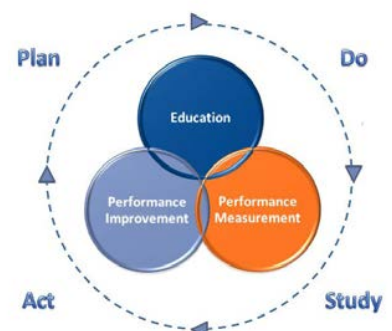 Plan
Do
Education
Performance
Improvement
Performance
Measurement
Act
Study